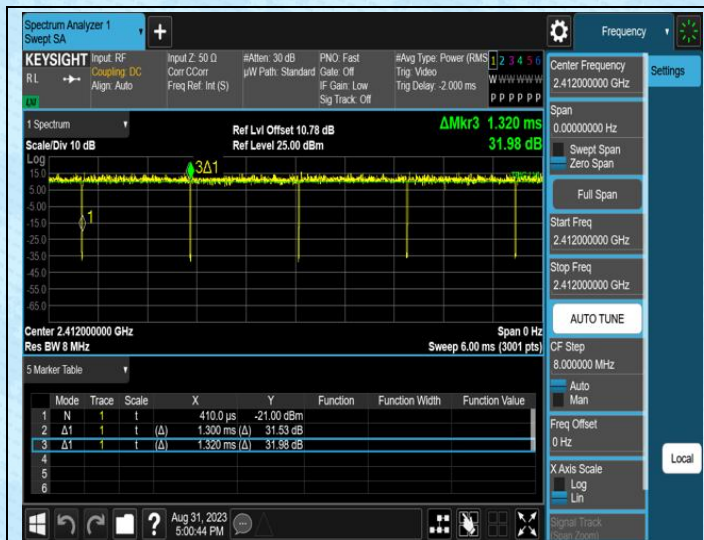 Spectrum Analyzer 1
Swept SA
+
Frequency
KEYSIGHT
RL
Input: RF
Coupling: DC
Align: Auto
Input Z: 50 Ω
Corr CCorr
Freq Ref: Int (S)
#Atten: 30 dB
µW Path: Standard
PNO: Fast
Gate: Off
IF Gain: Low
Sig Track: Off
#Avg Type: Power (RMS
Trig: Video
Trig Delay: -2.000 ms
1 2 3 4 5 6
W W W W W W
P P P P P P
1 Spectrum
Scale/Div 10 dB
Ref Lvl Offset 10.78 dB
Ref Level 25.00 dBm
ΔMkr3 1.320 ms
31.98 dB
Log
15.0
5.00
-5.00
-15.0
-25.0
-35.0
-45.0
-55.0
-65.0
3Δ1
1
Center 2.412000000 GHz
Res BW 8 MHz
Span 0 Hz
Sweep 6.00 ms (3001 pts)
5 Marker Table
Mode Trace Scale X Y Function Function Width Function Value
1 N 1 t 410.0 µs -21.00 dBm
2 Δ1 1 t (Δ) 1.300 ms (Δ) 31.53 dB
3 Δ1 1 t (Δ) 1.320 ms (Δ) 31.98 dB
4
5
6
Aug 31, 2023
5:00:44 PM
Center Frequency
2.412000000 GHz
Span
0.00000000 Hz
Swept Span
Zero Span
Full Span
Start Freq
2.412000000 GHz
Stop Freq
2.412000000 GHz
AUTO TUNE
CF Step
8.000000 MHz
Auto
Man
Freq Offset
0 Hz
X Axis Scale
Log
Lin
Signal Track
(Span Zoom)
Settings
Local